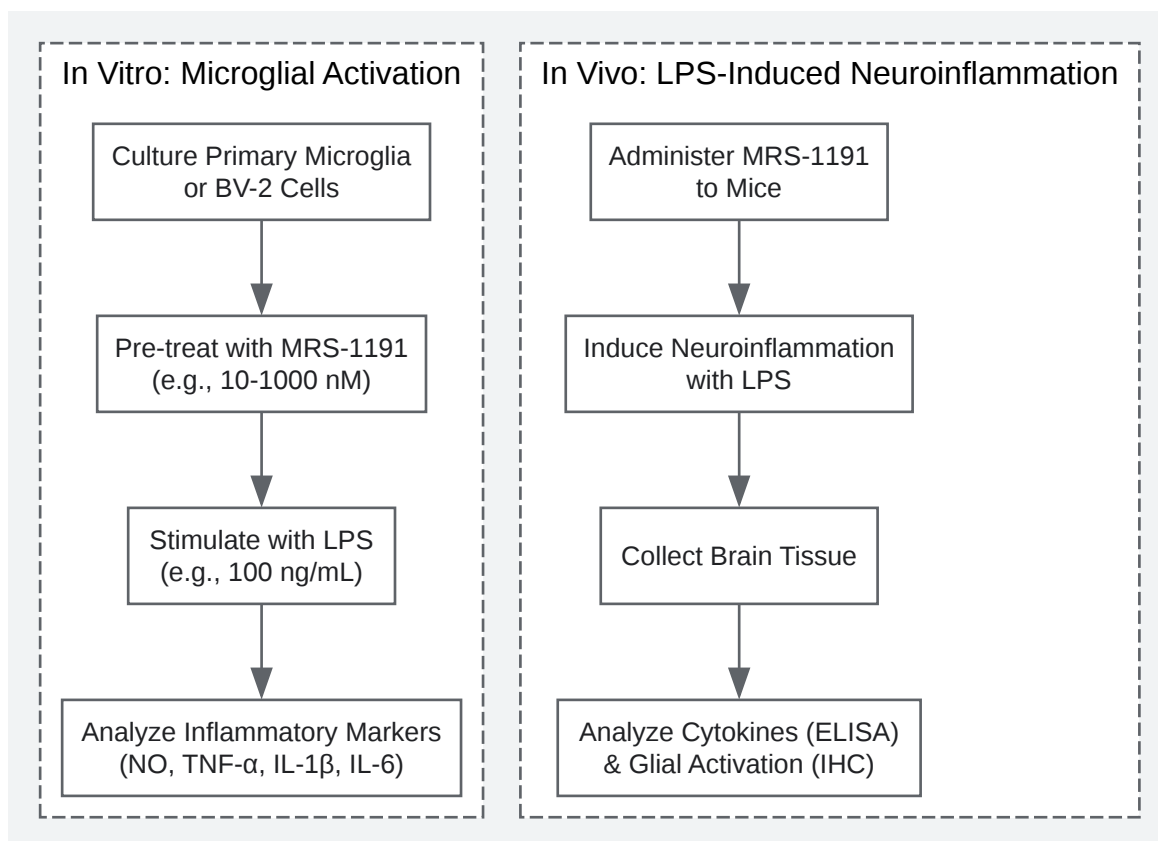 In Vitro: Microglial Activation
Culture Primary Microglia
or BV-2 Cells
Pre-treat with MRS-1191
(e.g., 10-1000 nM)
Stimulate with LPS
(e.g., 100 ng/mL)
Analyze Inflammatory Markers
(NO, TNF-α, IL-1β, IL-6)
In Vivo: LPS-Induced Neuroinflammation
Administer MRS-1191
to Mice
Induce Neuroinflammation
with LPS
Collect Brain Tissue
Analyze Cytokines (ELISA)
& Glial Activation (IHC)